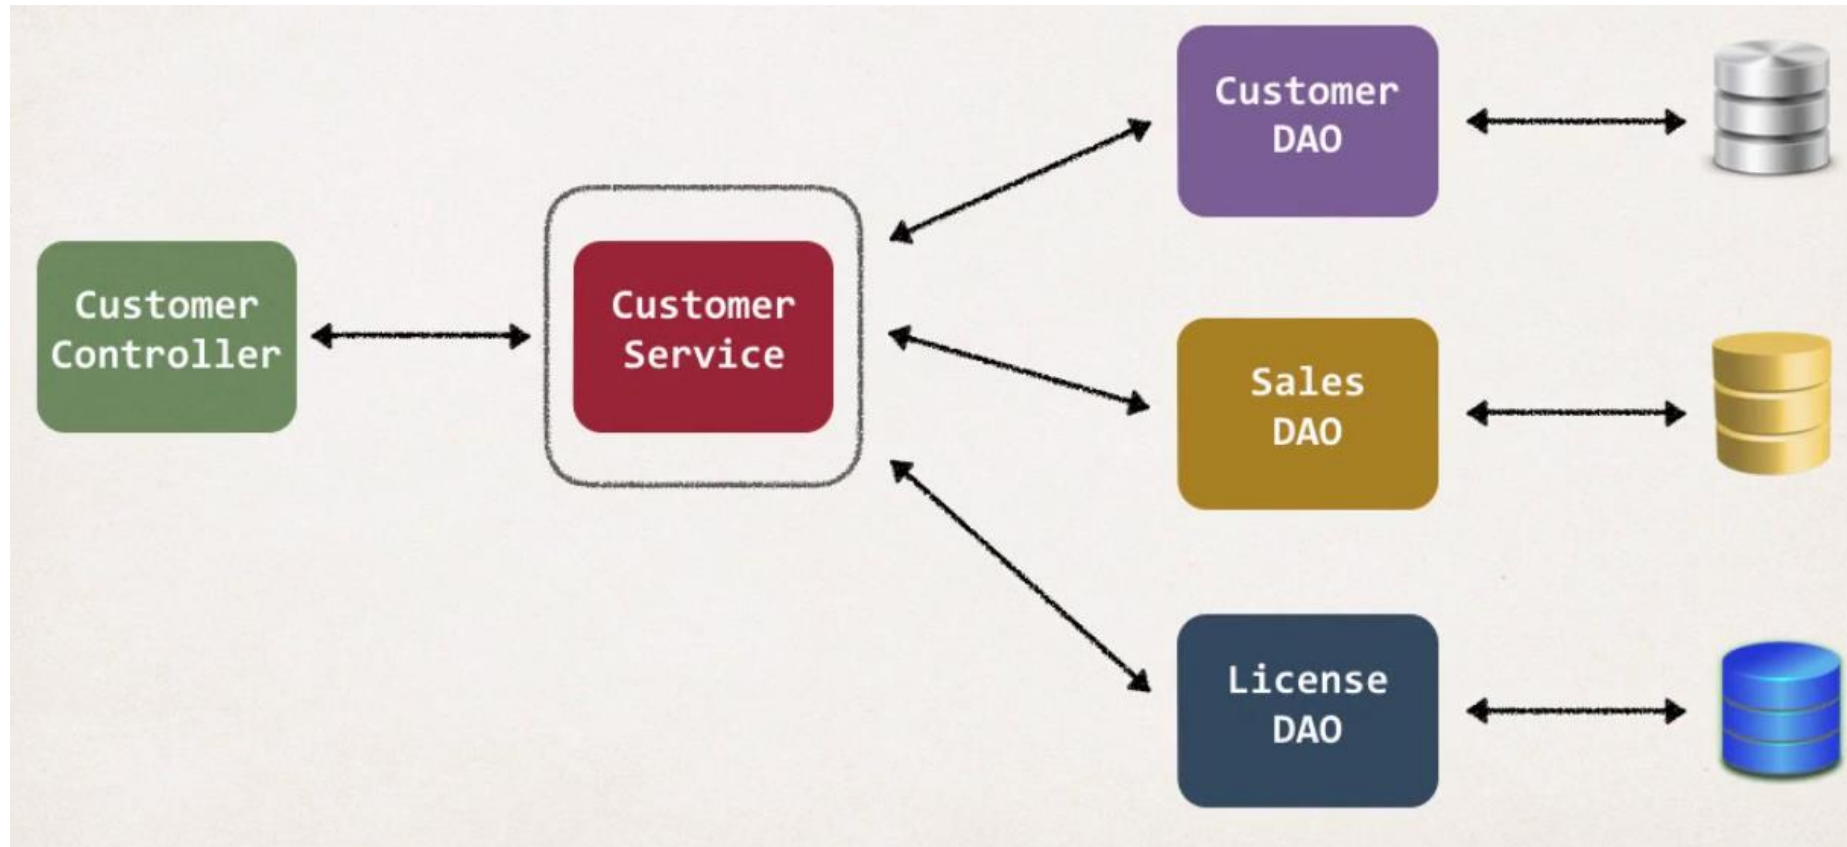 Customer
Controller
Customer
Service
Customer
DAO
Sales
DAO
License
DAO